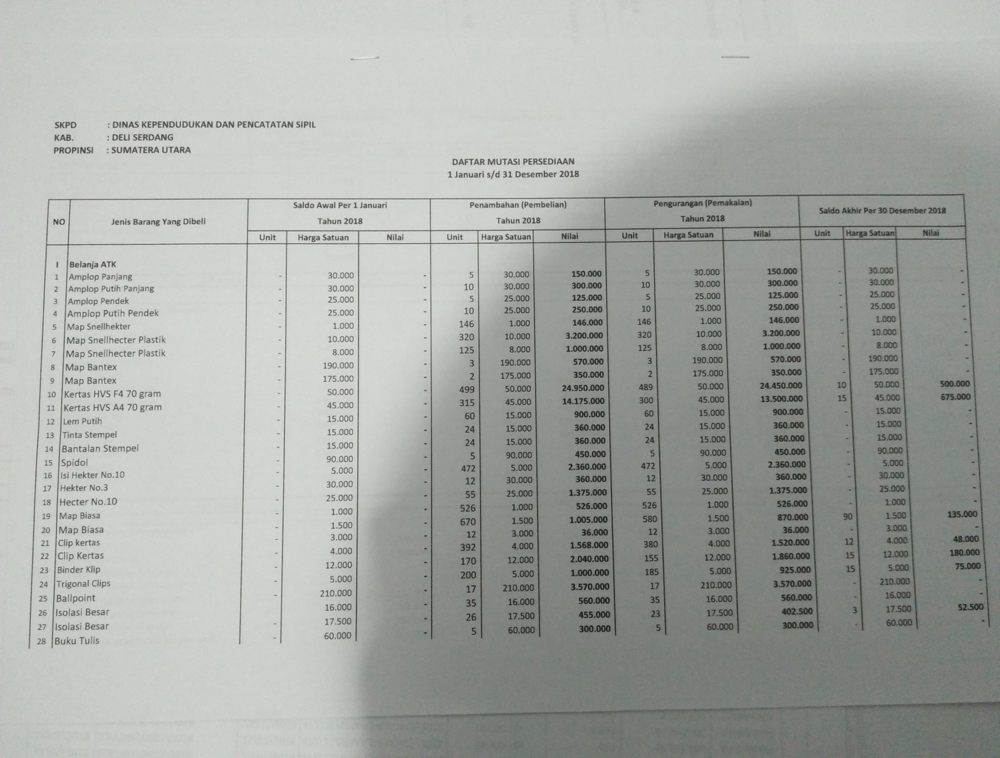 SKPD : DINAS KEPENDUDUKAN DAN PENCATATAN SIPIL
KAB. : DELI SERDANG
PROPINSI : SUMATERA UTARA
DAFTAR MUTASI PERSEDIAAN
1 Januari s/d 31 Desember 2018
NO Jenis Barang Yang Dibeli Saldo Awal Per 1 Januari Tahun 2018 Penambahan (Pembelian) Tahun 2018 Pengurangan (Pemakaian) Tahun 2018 Saldo Akhir Per 30 Desember 2018
Unit Harga Satuan Nilai Unit Harga Satuan Nilai Unit Harga Satuan Nilai Unit Harga Satuan Nilai
I Belanja ATK
1 Amplop Panjang - 30.000 - 5 30.000 150.000 5 30.000 150.000 - 30.000 -
2 Amplop Putih Panjang - 30.000 - 10 30.000 300.000 10 30.000 300.000 - 30.000 -
3 Amplop Pendek - 25.000 - 5 25.000 125.000 5 25.000 125.000 - 25.000 -
4 Amplop Putih Pendek - 25.000 - 10 25.000 250.000 10 25.000 250.000 - 25.000 -
5 Map Snellhekter - 1.000 - 146 1.000 146.000 146 1.000 146.000 - 1.000 -
6 Map Snellhecter Plastik - 10.000 - 320 10.000 3.200.000 320 10.000 3.200.000 - 10.000 -
7 Map Snellhecter Plastik - 8.000 - 125 8.000 1.000.000 125 8.000 1.000.000 - 8.000 -
8 Map Bantex - 190.000 - 3 190.000 570.000 3 190.000 570.000 - 190.000 -
9 Map Bantex - 175.000 - 2 175.000 350.000 2 175.000 350.000 - 175.000 -
10 Kertas HVS F4 70 gram - 50.000 - 499 50.000 24.950.000 489 50.000 24.450.000 10 50.000 500.000
11 Kertas HVS A4 70 gram - 45.000 - 315 45.000 14.175.000 300 45.000 13.500.000 15 45.000 675.000
12 Lem Putih - 15.000 - 60 15.000 900.000 60 15.000 900.000 - 15.000 -
13 Tinta Stempel - 15.000 - 24 15.000 360.000 24 15.000 360.000 - 15.000 -
14 Bantalan Stempel - 15.000 - 24 15.000 360.000 24 15.000 360.000 - 15.000 -
15 Spidol - 90.000 - 5 90.000 450.000 5 90.000 450.000 - 90.000 -
16 Isi Hekter No.10 - 5.000 - 472 5.000 2.360.000 472 5.000 2.360.000 - 5.000 -
17 Hekter No.3 - 30.000 - 12 30.000 360.000 12 30.000 360.000 - 30.000 -
18 Hecter No.10 - 25.000 - 55 25.000 1.375.000 55 25.000 1.375.000 - 25.000 -
19 Map Biasa - 1.000 - 526 1.000 526.000 526 1.000 526.000 - 1.000 -
20 Map Biasa - 1.500 - 670 1.500 1.005.000 580 1.500 870.000 90 1.500 135.000
21 Clip kertas - 3.000 - 12 3.000 36.000 12 3.000 36.000 - 3.000 -
22 Clip Kertas - 4.000 - 392 4.000 1.568.000 380 4.000 1.520.000 12 4.000 48.000
23 Binder Klip - 12.000 - 170 12.000 2.040.000 155 12.000 1.860.000 15 12.000 180.000
24 Trigonal Clips - 5.000 - 200 5.000 1.000.000 185 5.000 925.000 15 5.000 75.000
25 Ballpoint - 210.000 - 17 210.000 3.570.000 17 210.000 3.570.000 - 210.000 -
26 Isolasi Besar 16.000 - 35 16.000 560.000 35 16.000 560.000 - 16.000 -
27 Isolasi Besar - 17.500 - 26 17.500 455.000 23 17.500 402.500 3 17.500 52.500
28 Buku Tulis - 60.000 - 5 60.000 300.000 5 60.000 300.000 - 60.000 -